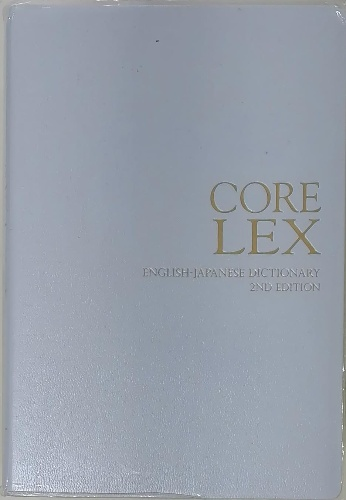 CORE
LEX
ENGLISH-JAPANESE DICTIONARY
2ND EDITION